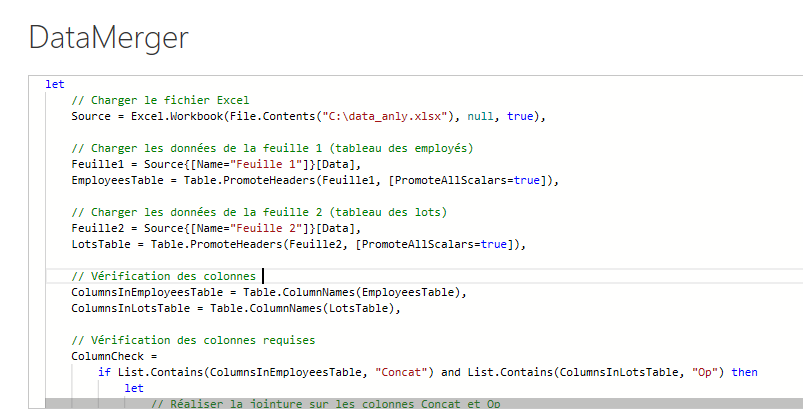 DataMerger
let
// Charger le fichier Excel
Source = Excel.Workbook(File.Contents("C:\data_anly.xlsx"), null, true),
// Charger les données de la feuille 1 (tableau des employés)
Feuille1 = Source{[Name="Feuille 1"]}[Data],
EmployeesTable = Table.PromoteHeaders(Feuille1, [PromoteAllScalars=true]),
// Charger les données de la feuille 2 (tableau des lots)
Feuille2 = Source{[Name="Feuille 2"]}[Data],
LotsTable = Table.PromoteHeaders(Feuille2, [PromoteAllScalars=true]),
// Vérification des colonnes
ColumnsInEmployeesTable = Table.ColumnNames(EmployeesTable),
ColumnsInLotsTable = Table.ColumnNames(LotsTable),
// Vérification des colonnes requises
ColumnCheck =
if List.Contains(ColumnsInEmployeesTable, "Concat") and List.Contains(ColumnsInLotsTable, "Op") then
let
// Réaliser la jointure sur les colonnes Concat et Op